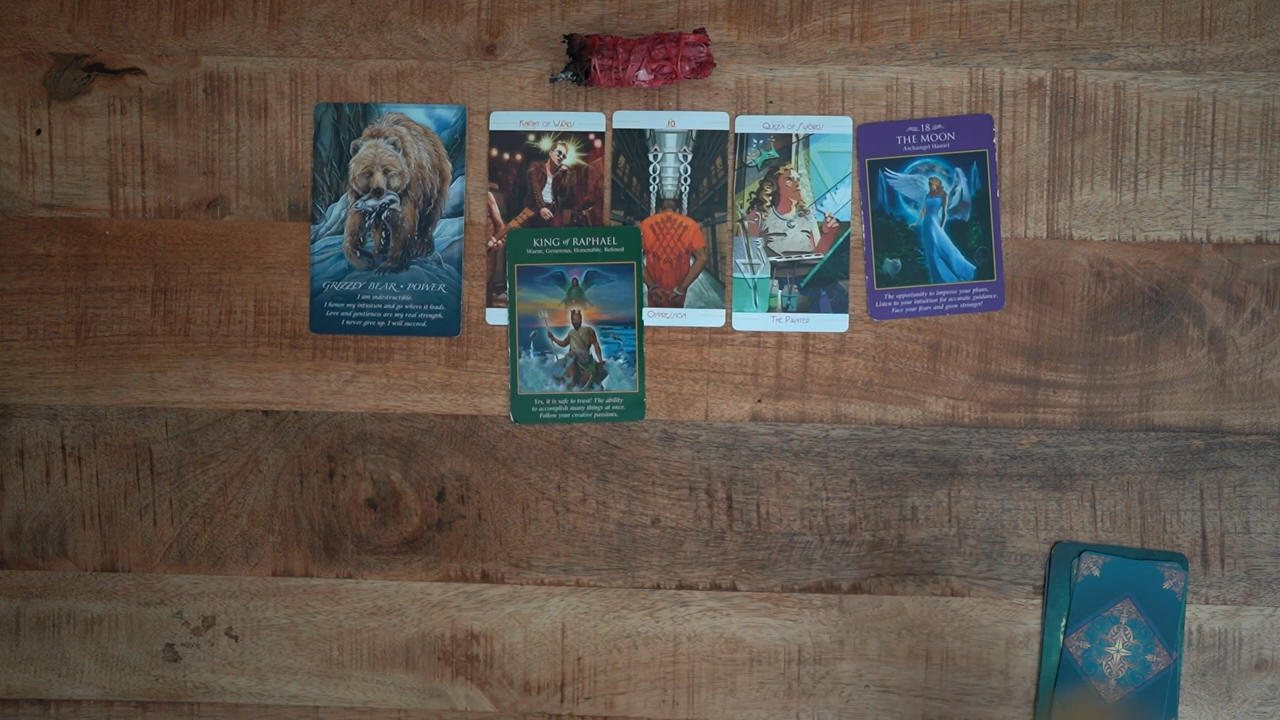 GRIZZLY BEAR • POWER
I am indestructible.
I honor my intuition and go where it leads.
Love and gentleness are my real strength.
I never give up. I will succeed.
KNIGHT OF WANDS
KING of RAPHAEL
Warm, Generous, Honorable, Refined
Yes, it is safe to trust! The ability
to accomplish many things at once.
Follow your creative passions.
10
OPPRESSION
QUEEN OF SWORDS
THE PAINTER
18
THE MOON
Archangel Haniel
The opportunity to improve your plans.
Listen to your intuition for accurate guidance.
Face your fears and grow stronger!